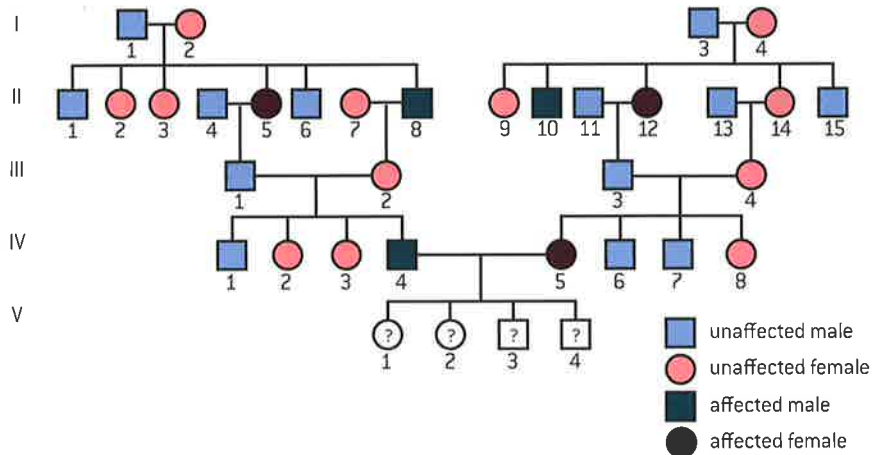 I
1 2 3 4
II
1 2 3 4 5 6 7 8 9 10 11 12 13 14 15
III
1 2 3 4
IV
1 2 3 4 5 6 7 8
V
? ? ? ?
1 2 3 4
unaffected male
unaffected female
affected male
affected female